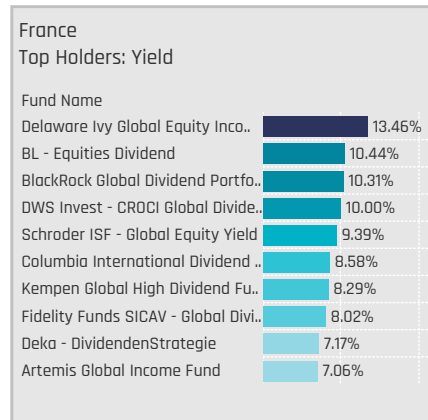 France
Top Holders: Yield
Fund Name
Delaware Ivy Global Equity Inco.. 13.46%
BL - Equities Dividend 10.44%
BlackRock Global Dividend Portfo.. 10.31%
DWS Invest - CROCI Global Divide.. 10.00%
Schroder ISF - Global Equity Yield 9.39%
Columbia International Dividend .. 8.58%
Kempen Global High Dividend Fu.. 8.29%
Fidelity Funds SICAV - Global Divi.. 8.02%
Deka - DividendenStrategie 7.17%
Artemis Global Income Fund 7.06%